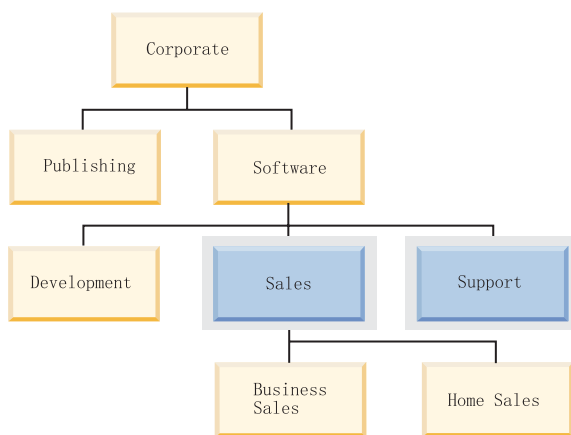 Corporate
Publishing
Software
Development
Sales
Support
Business
Sales
Home Sales